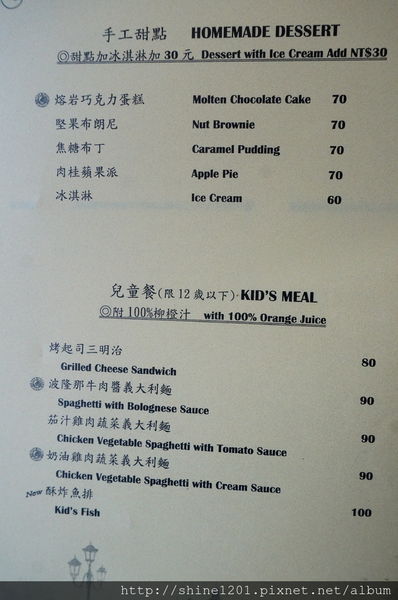 手工甜點 HOMEMADE DESSERT
◎甜點加冰淇淋加 30 元 Dessert with Ice Cream Add NT$30
熔岩巧克力蛋糕 Molten Chocolate Cake 70
堅果布朗尼 Nut Brownie 70
焦糖布丁 Caramel Pudding 70
肉桂蘋果派 Apple Pie 70
冰淇淋 Ice Cream 60
兒童餐(限 12 歲以下)·KID'S MEAL
◎附 100%柳橙汁 with 100% Orange Juice
烤起司三明治
Grilled Cheese Sandwich 80
波隆那牛肉醬義大利麵
Spaghetti with Bolognese Sauce 90
茄汁雞肉蔬菜義大利麵
Chicken Vegetable Spaghetti with Tomato Sauce 90
奶油雞肉蔬菜義大利麵
Chicken Vegetable Spaghetti with Cream Sauce 90
New 酥炸魚排
Kid's Fish 100
http://shine1201.pixnet.net/album